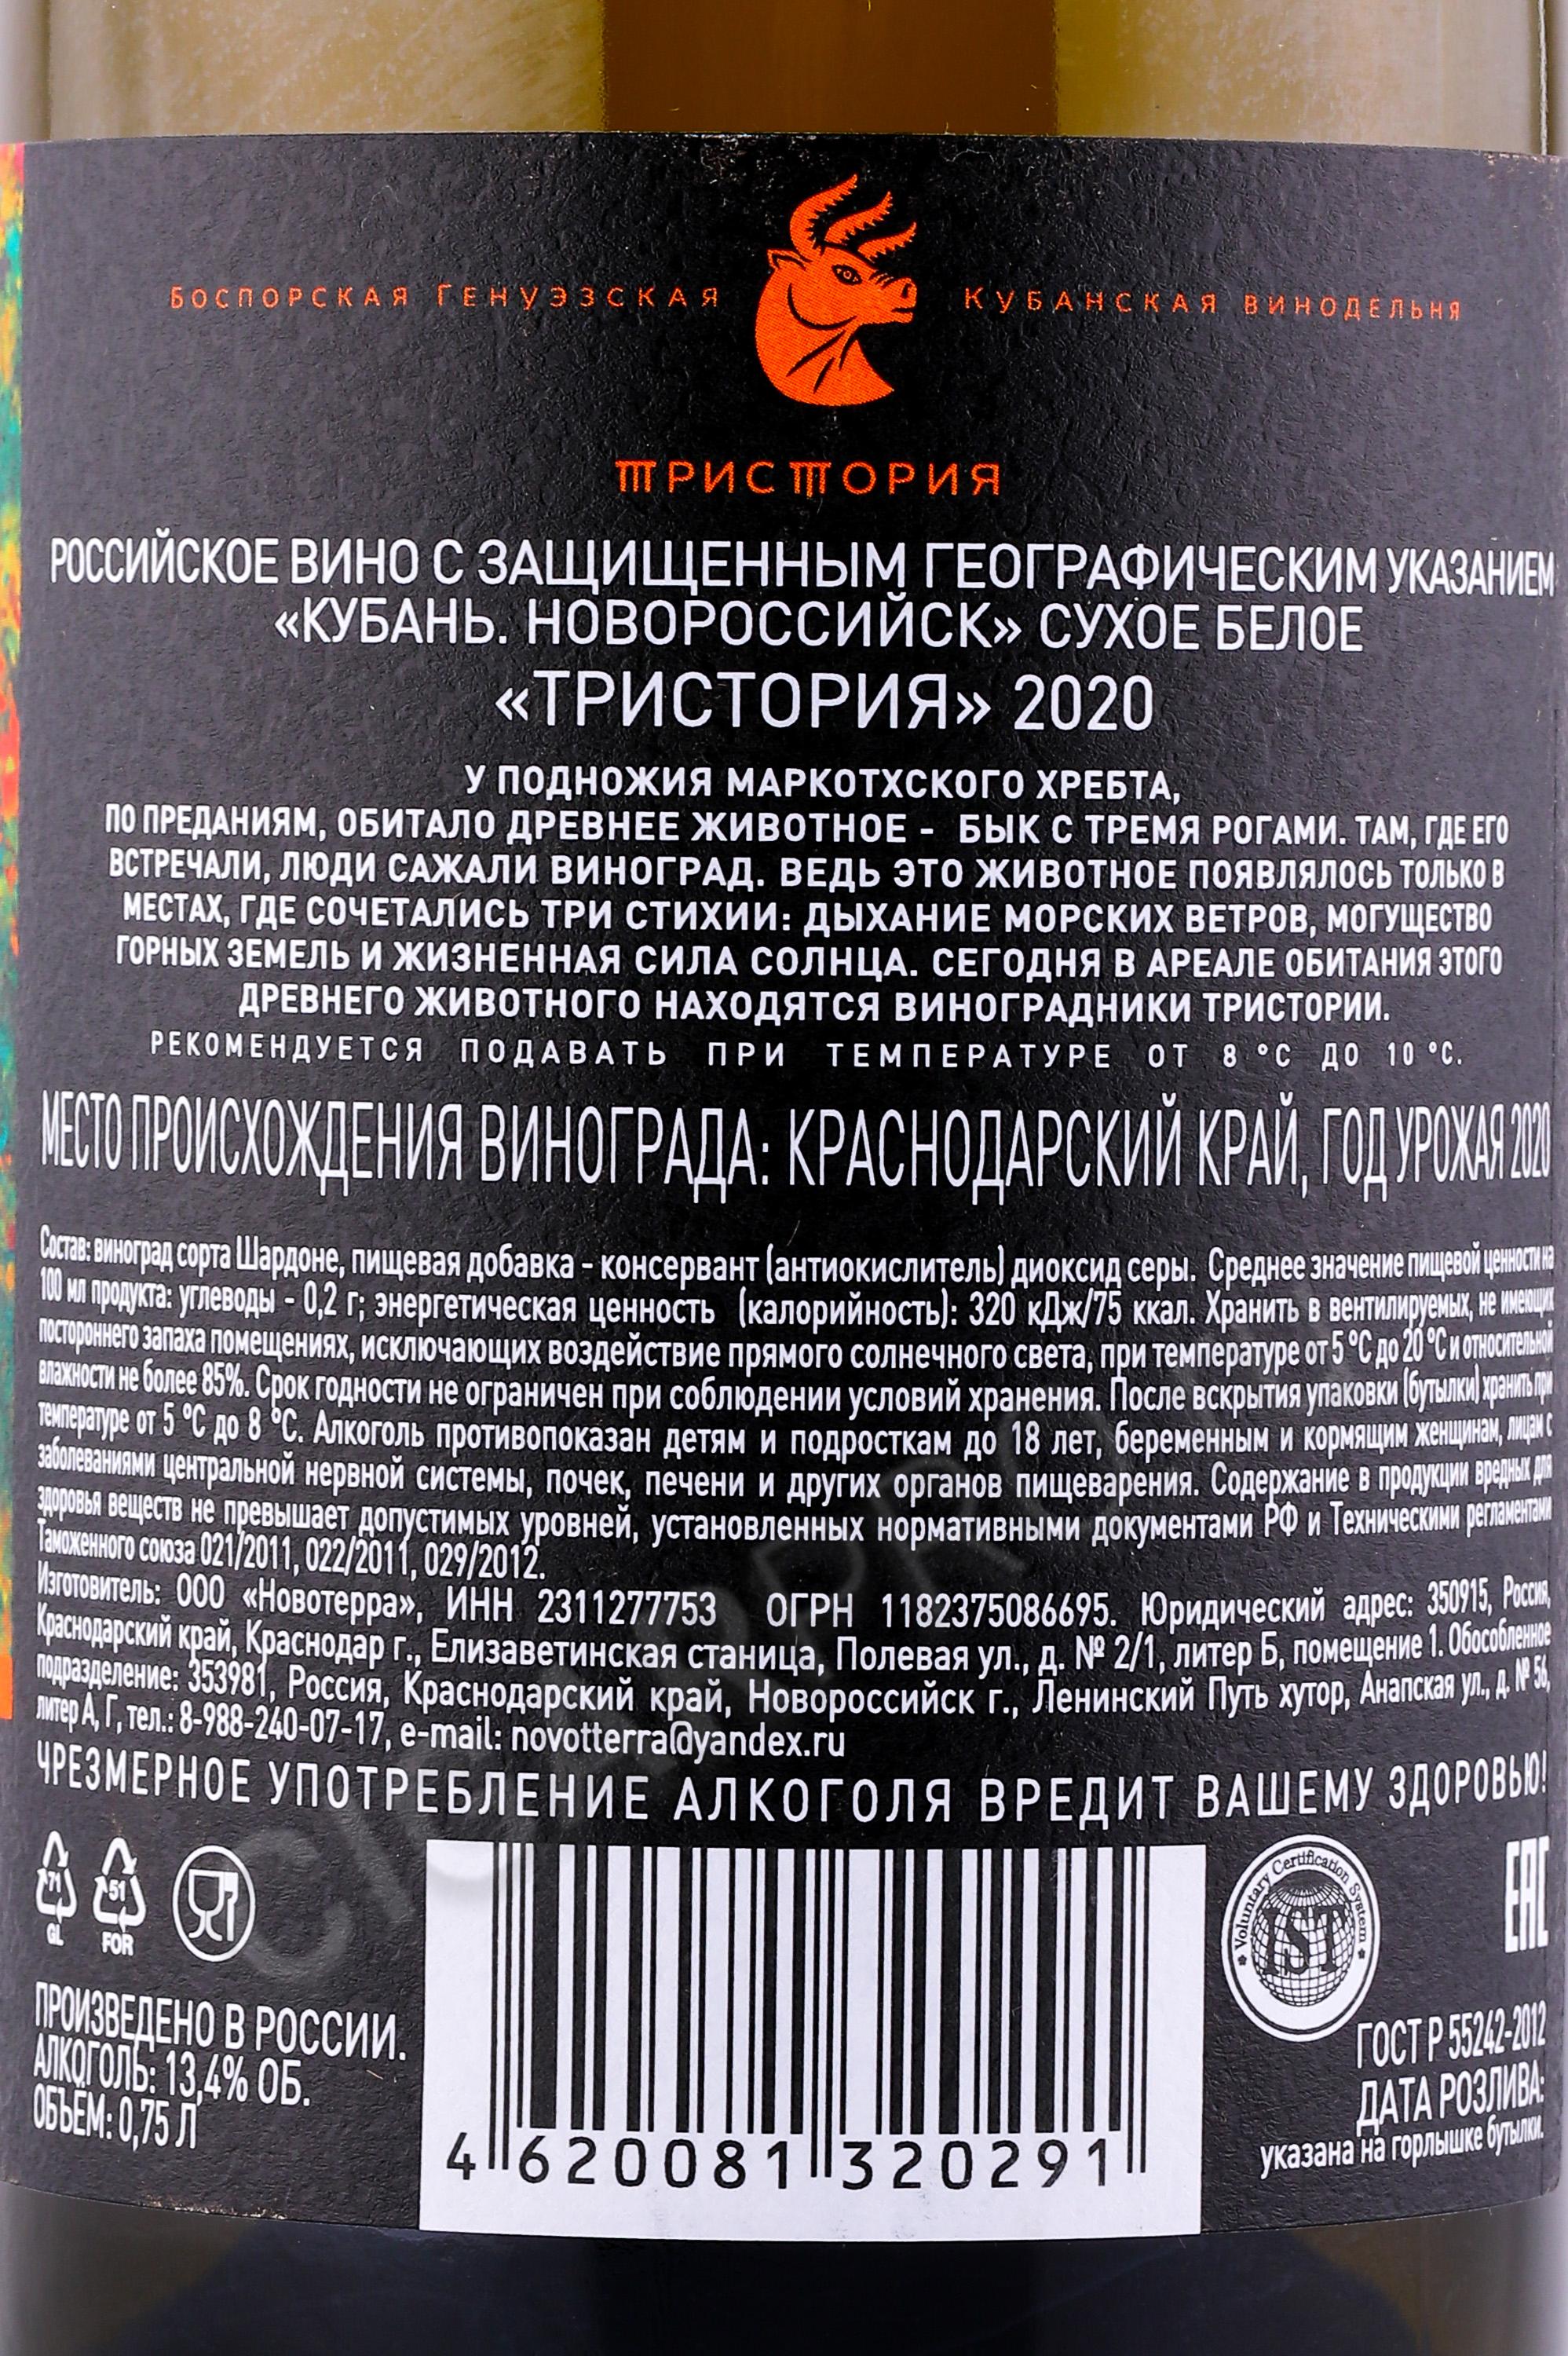 БОСПОРСКАЯ ГЕНУЭЗСКАЯ КУБАНСКАЯ ВИНОДЕЛЬНЯ
ТРИСТОРИЯ
РОССИЙСКОЕ ВИНО С ЗАЩИЩЕННЫМ ГЕОГРАФИЧЕСКИМ УКАЗАНИЕМ
«КУБАНЬ. НОВОРОССИЙСК» СУХОЕ БЕЛОЕ
«ТРИСТОРИЯ» 2020
У ПОДНОЖИЯ МАРКОТХСКОГО ХРЕБТА,
ПО ПРЕДАНИЯМ, ОБИТАЛО ДРЕВНЕЕ ЖИВОТНОЕ - БЫК С ТРЕМЯ РОГАМИ. ТАМ, ГДЕ ЕГО
ВСТРЕЧАЛИ, ЛЮДИ САЖАЛИ ВИНОГРАД. ВЕДЬ ЭТО ЖИВОТНОЕ ПОЯВЛЯЛОСЬ ТОЛЬКО В
МЕСТАХ, ГДЕ СОЧЕТАЛИСЬ ТРИ СТИХИИ: ДЫХАНИЕ МОРСКИХ ВЕТРОВ, МОГУЩЕСТВО
ГОРНЫХ ЗЕМЕЛЬ И ЖИЗНЕННАЯ СИЛА СОЛНЦА. СЕГОДНЯ В АРЕАЛЕ ОБИТАНИЯ ЭТОГО
ДРЕВНЕГО ЖИВОТНОГО НАХОДЯТСЯ ВИНОГРАДНИКИ ТРИСТОРИИ.
РЕКОМЕНДУЕТСЯ ПОДАВАТЬ ПРИ ТЕМПЕРАТУРЕ ОТ 8 °С ДО 10 °С.
МЕСТО ПРОИСХОЖДЕНИЯ ВИНОГРАДА: КРАСНОДАРСКИЙ КРАЙ, ГОД УРОЖАЯ 2020
Состав: виноград сорта Шардоне, пищевая добавка - консервант (антиокислитель) диоксид серы. Среднее значение пищевой ценности на
100 мл продукта: углеводы - 0,2 г; энергетическая ценность (калорийность): 320 кДж/75 ккал. Хранить в вентилируемых, не имеющих
постороннего запаха помещениях, исключающих воздействие прямого солнечного света, при температуре от 5 °С до 20 °С и относительной
влажности не более 85%. Срок годности не ограничен при соблюдении условий хранения. После вскрытия упаковки (бутылки) хранить при
температуре от 5 °С до 8 °С. Алкоголь противопоказан детям и подросткам до 18 лет, беременным и кормящим женщинам, лицам с
заболеваниями центральной нервной системы, почек, печени и других органов пищеварения. Содержание в продукции вредных для
здоровья веществ не превышает допустимых уровней, установленных нормативными документами РФ и Техническими регламентами
Таможенного союза 021/2011, 022/2011, 029/2012.
Изготовитель: ООО «Новотерра», ИНН 2311277753 ОГРН 1182375086695. Юридический адрес: 350915, Россия,
Краснодарский край, Краснодар г., Елизаветинская станица, Полевая ул., д. № 2/1, литер Б, помещение 1. Обособленное
подразделение: 353981, Россия, Краснодарский край, Новороссийск г., Ленинский Путь хутор, Анапская ул., д. № 56,
литер А, Г, тел.: 8-988-240-07-17, e-mail: novotterra@yandex.ru
ЧРЕЗМЕРНОЕ УПОТРЕБЛЕНИЕ АЛКОГОЛЯ ВРЕДИТ ВАШЕМУ ЗДОРОВЬЮ!
71
GL
51
FOR
Voluntary Certification System
IST
EAC
ПРОИЗВЕДЕНО В РОССИИ.
АЛКОГОЛЬ: 13,4% ОБ.
ОБЪЁМ: 0,75 Л
4 620081 320291
ГОСТ Р 55242-2012
ДАТА РОЗЛИВА:
указана на горлышке бутылки.